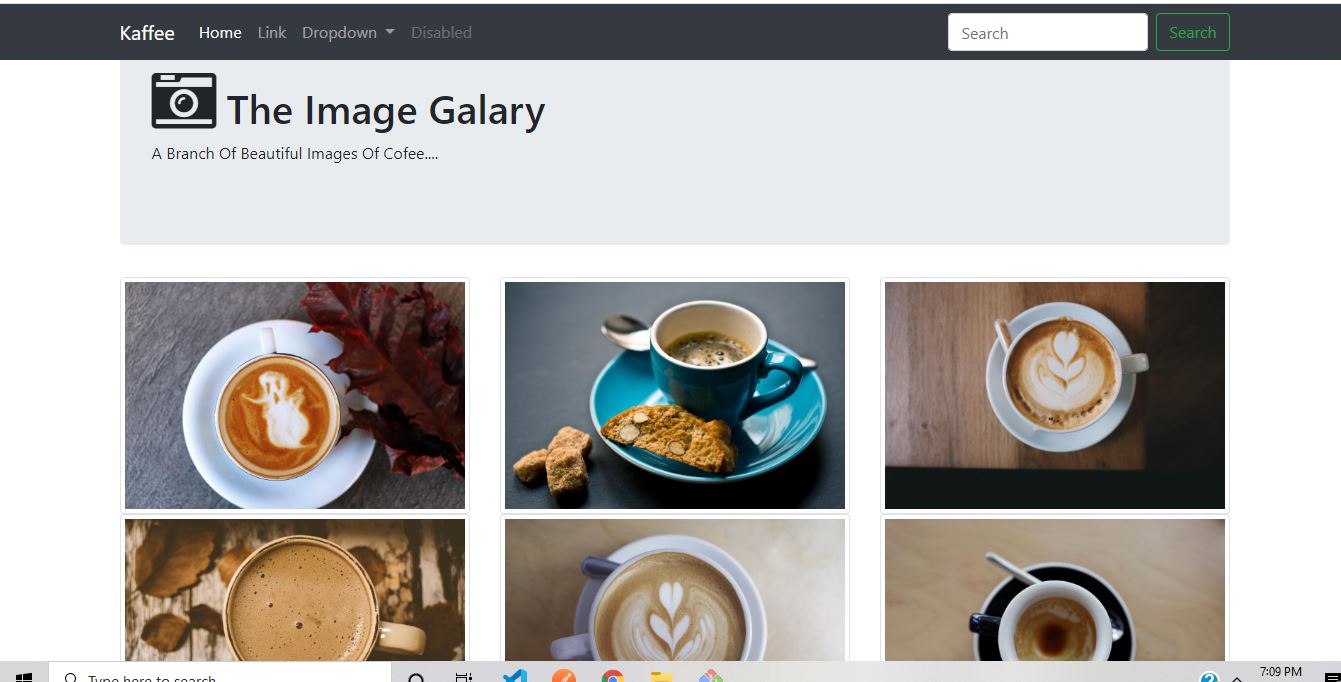 Kaffee Home Link Dropdown Disabled Search Search
The Image Galary
A Branch Of Beautiful Images Of Cofee....
Type here to search
7:09 PM